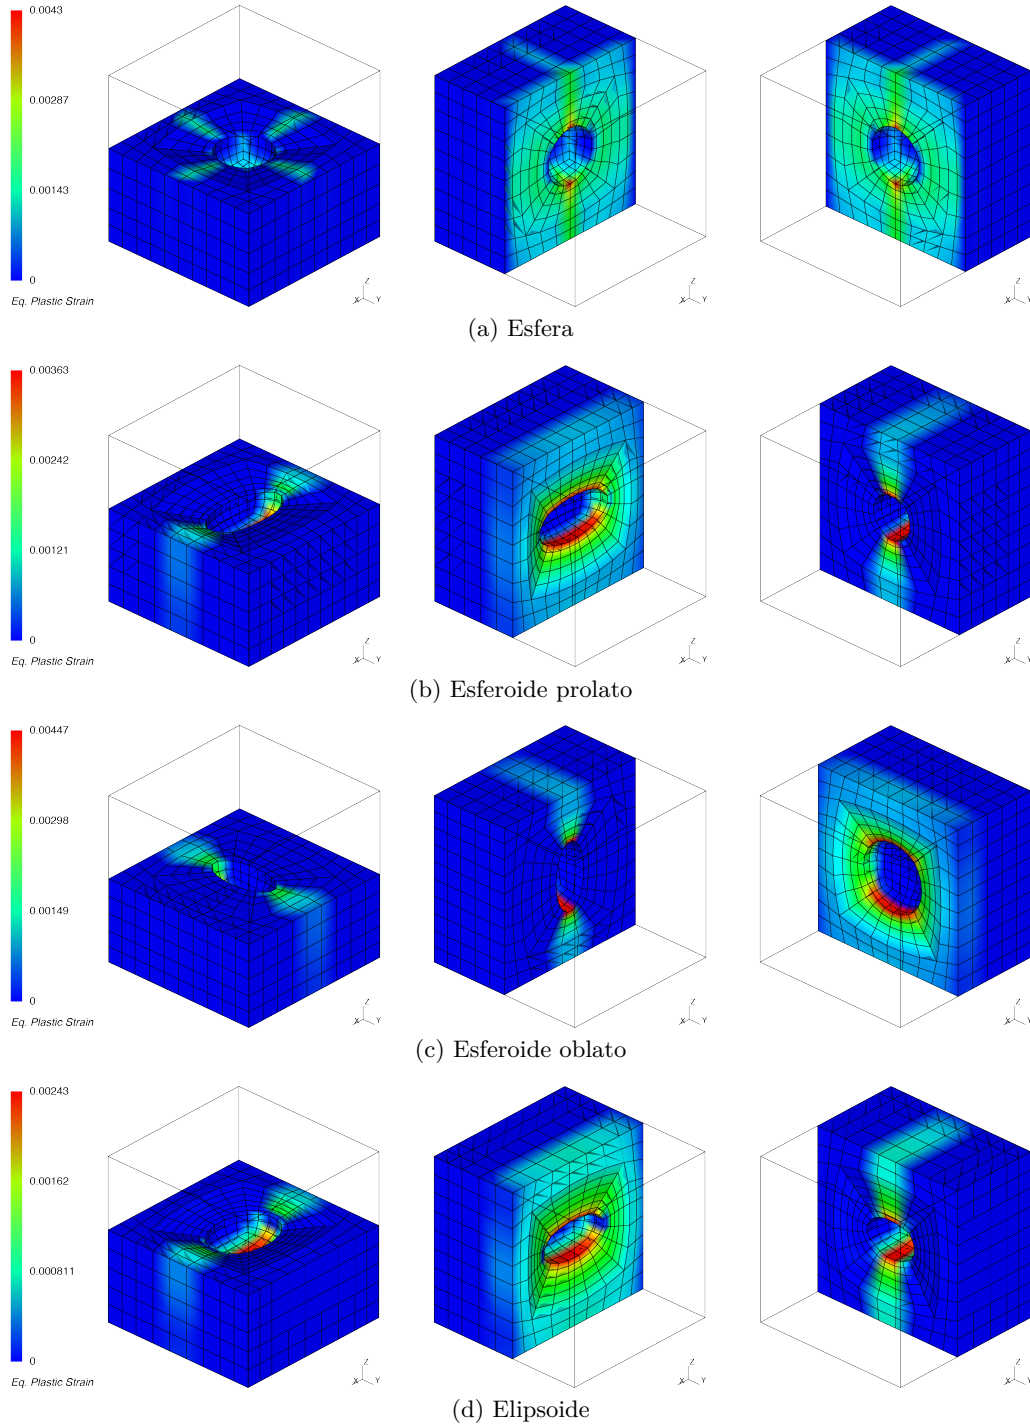 0.0043
0.00287
0.00143
0
Eq. Plastic Strain
Z
X Y
Z
X Y
Z
X Y
(a) Esfera
0.00363
0.00242
0.00121
0
Eq. Plastic Strain
Z
X Y
Z
X Y
Z
X Y
(b) Esferoide prolato
0.00447
0.00298
0.00149
0
Eq. Plastic Strain
Z
X Y
Z
X Y
Z
X Y
(c) Esferoide oblato
0.00243
0.00162
0.000811
0
Eq. Plastic Strain
Z
X Y
Z
X Y
Z
X Y
(d) Elipsoide